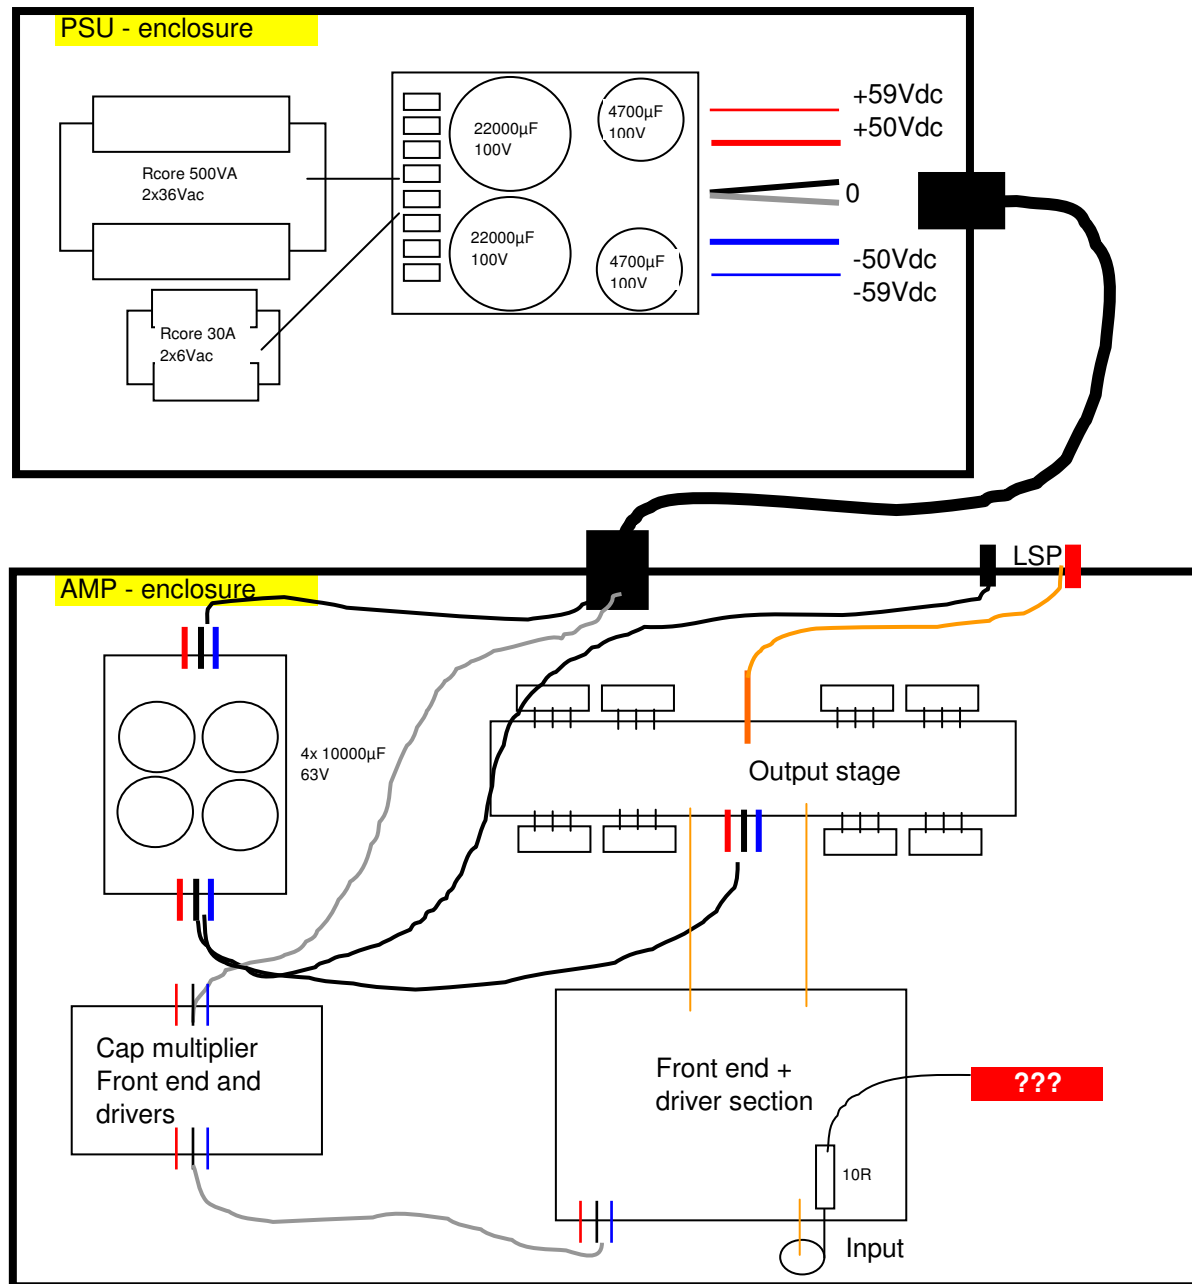 PSU - enclosure
Rcore 500VA
2x36Vac
Rcore 30A
2x6Vac
22000µF
100V
4700µF
100V
22000µF
100V
4700µF
100V
+59Vdc
+50Vdc
0
-50Vdc
-59Vdc
AMP - enclosure
LSP
4x 10000µF
63V
Output stage
Cap multiplier
Front end and
drivers
Front end +
driver section
???
10R
Input